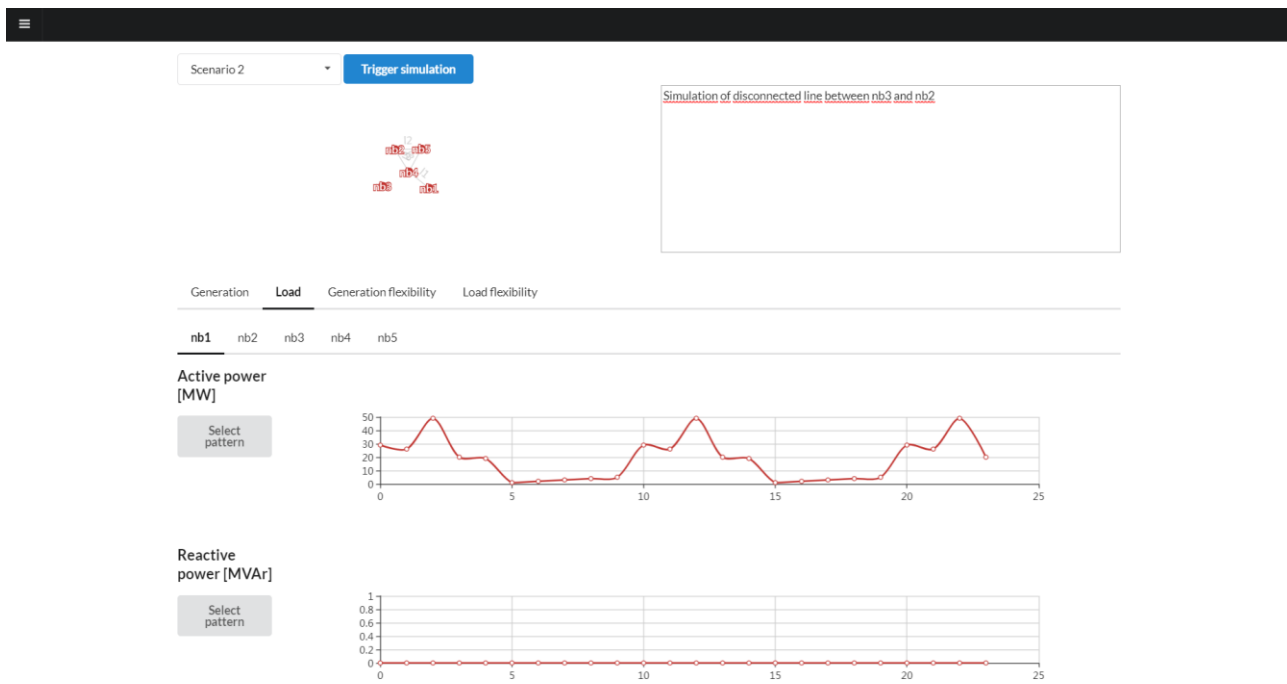 Scenario 2
Trigger simulation
Simulation of disconnected line between nb3 and nb2
nb2 nb5
nb3
nb1
Generation Load Generation flexibility Load flexibility
nb1 nb2 nb3 nb4 nb5
Active power
[MW]
Select
pattern
50
40
30
20
10
0
0 5 10 15 20 25
Reactive
power [MVAr]
Select
pattern
1
0.8
0.6
0.4
0.2
0
0 5 10 15 20 25